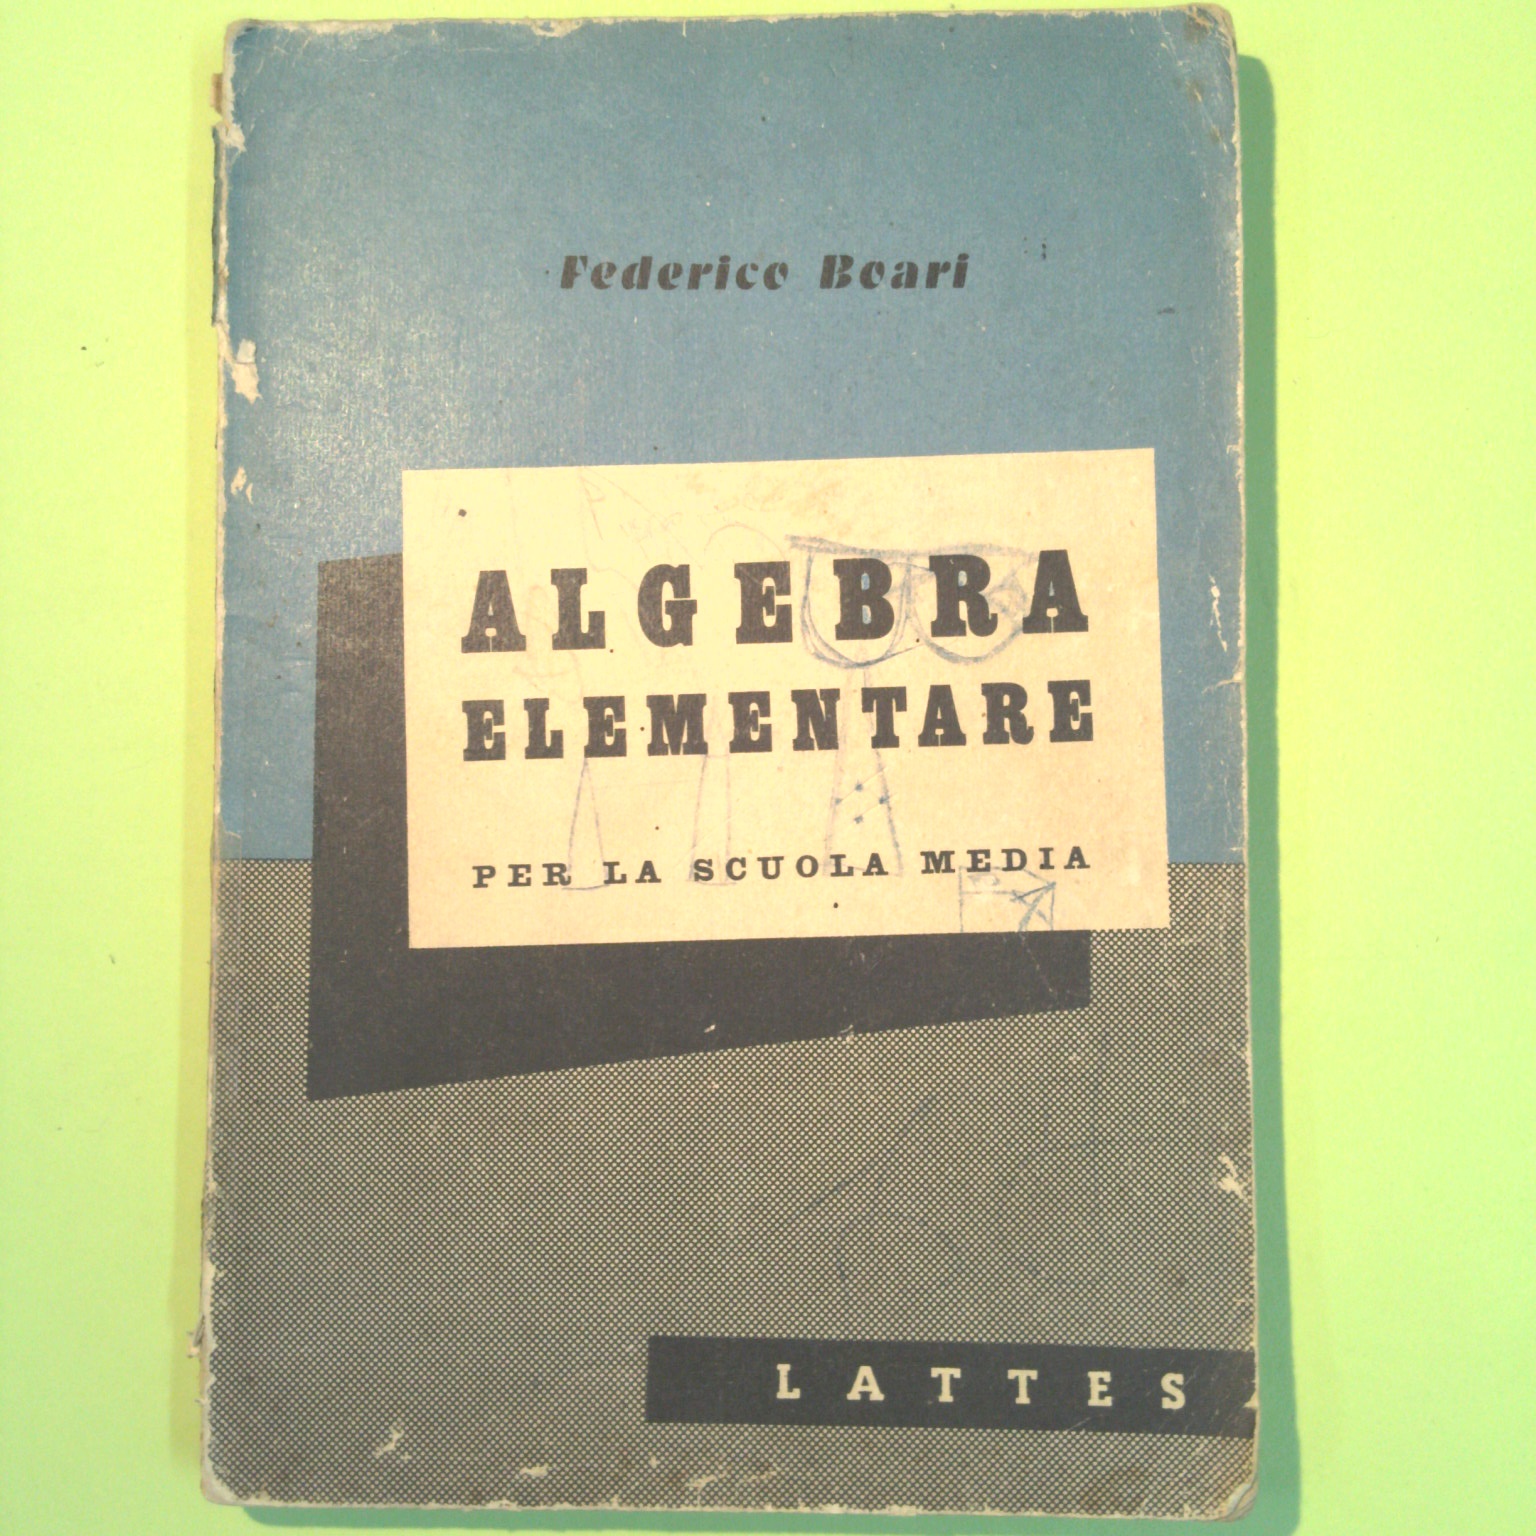 Federico Boari
ALGEBRA
ELEMENTARE
PER LA SCUOLA MEDIA
LATTES